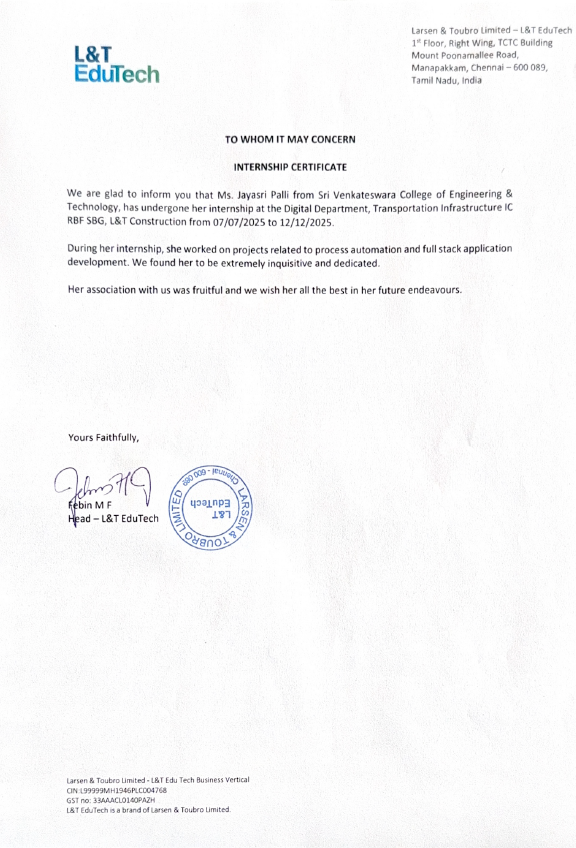 L&T
EduTech
Larsen & Toubro Limited – L&T EduTech
1st Floor, Right Wing, TCTC Building
Mount Poonamallee Road,
Manapakkam, Chennai – 600 089,
Tamil Nadu, India
TO WHOM IT MAY CONCERN
INTERNSHIP CERTIFICATE
We are glad to inform you that Ms. Jayasri Palli from Sri Venkateswara College of Engineering &
Technology, has undergone her internship at the Digital Department, Transportation Infrastructure IC
RBF SBG, L&T Construction from 07/07/2025 to 12/12/2025.
During her internship, she worked on projects related to process automation and full stack application
development. We found her to be extremely inquisitive and dedicated.
Her association with us was fruitful and we wish her all the best in her future endeavours.
Yours Faithfully,
Febin M F
Head – L&T EduTech
LARSEN & TOUBRO LIMITED
Chennai - 600 089
L&T
EduTech
Larsen & Toubro Limited - L&T Edu Tech Business Vertical
CIN:L99999MH1946PLC004768
GST no: 33AAACL0140PAZH
L&T EduTech is a brand of Larsen & Toubro Limited.